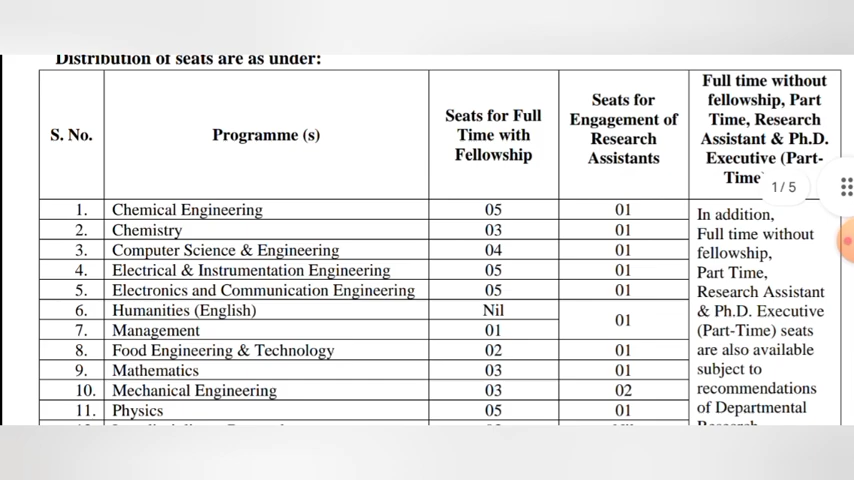 Distribution of seats are as under:
S. No.
Programme (s)
Seats for Full
Time with
Fellowship
Seats for
Engagement of
Research
Assistants
Full time without
fellowship, Part
Time, Research
Assistant & Ph.D.
Executive (Part-
Time
1/5
1. Chemical Engineering 05 01
2. Chemistry 03 01
3. Computer Science & Engineering 04 01
4. Electrical & Instrumentation Engineering 05 01
5. Electronics and Communication Engineering 05 01
6. Humanities (English) Nil
01
7. Management 01
8. Food Engineering & Technology 02 01
9. Mathematics 03 01
10. Mechanical Engineering 03 02
11. Physics 05 01
In addition,
Full time without
fellowship,
Part Time,
Research Assistant
& Ph.D. Executive
(Part-Time) seats
are also available
subject to
recommendations
of Departmental
Research